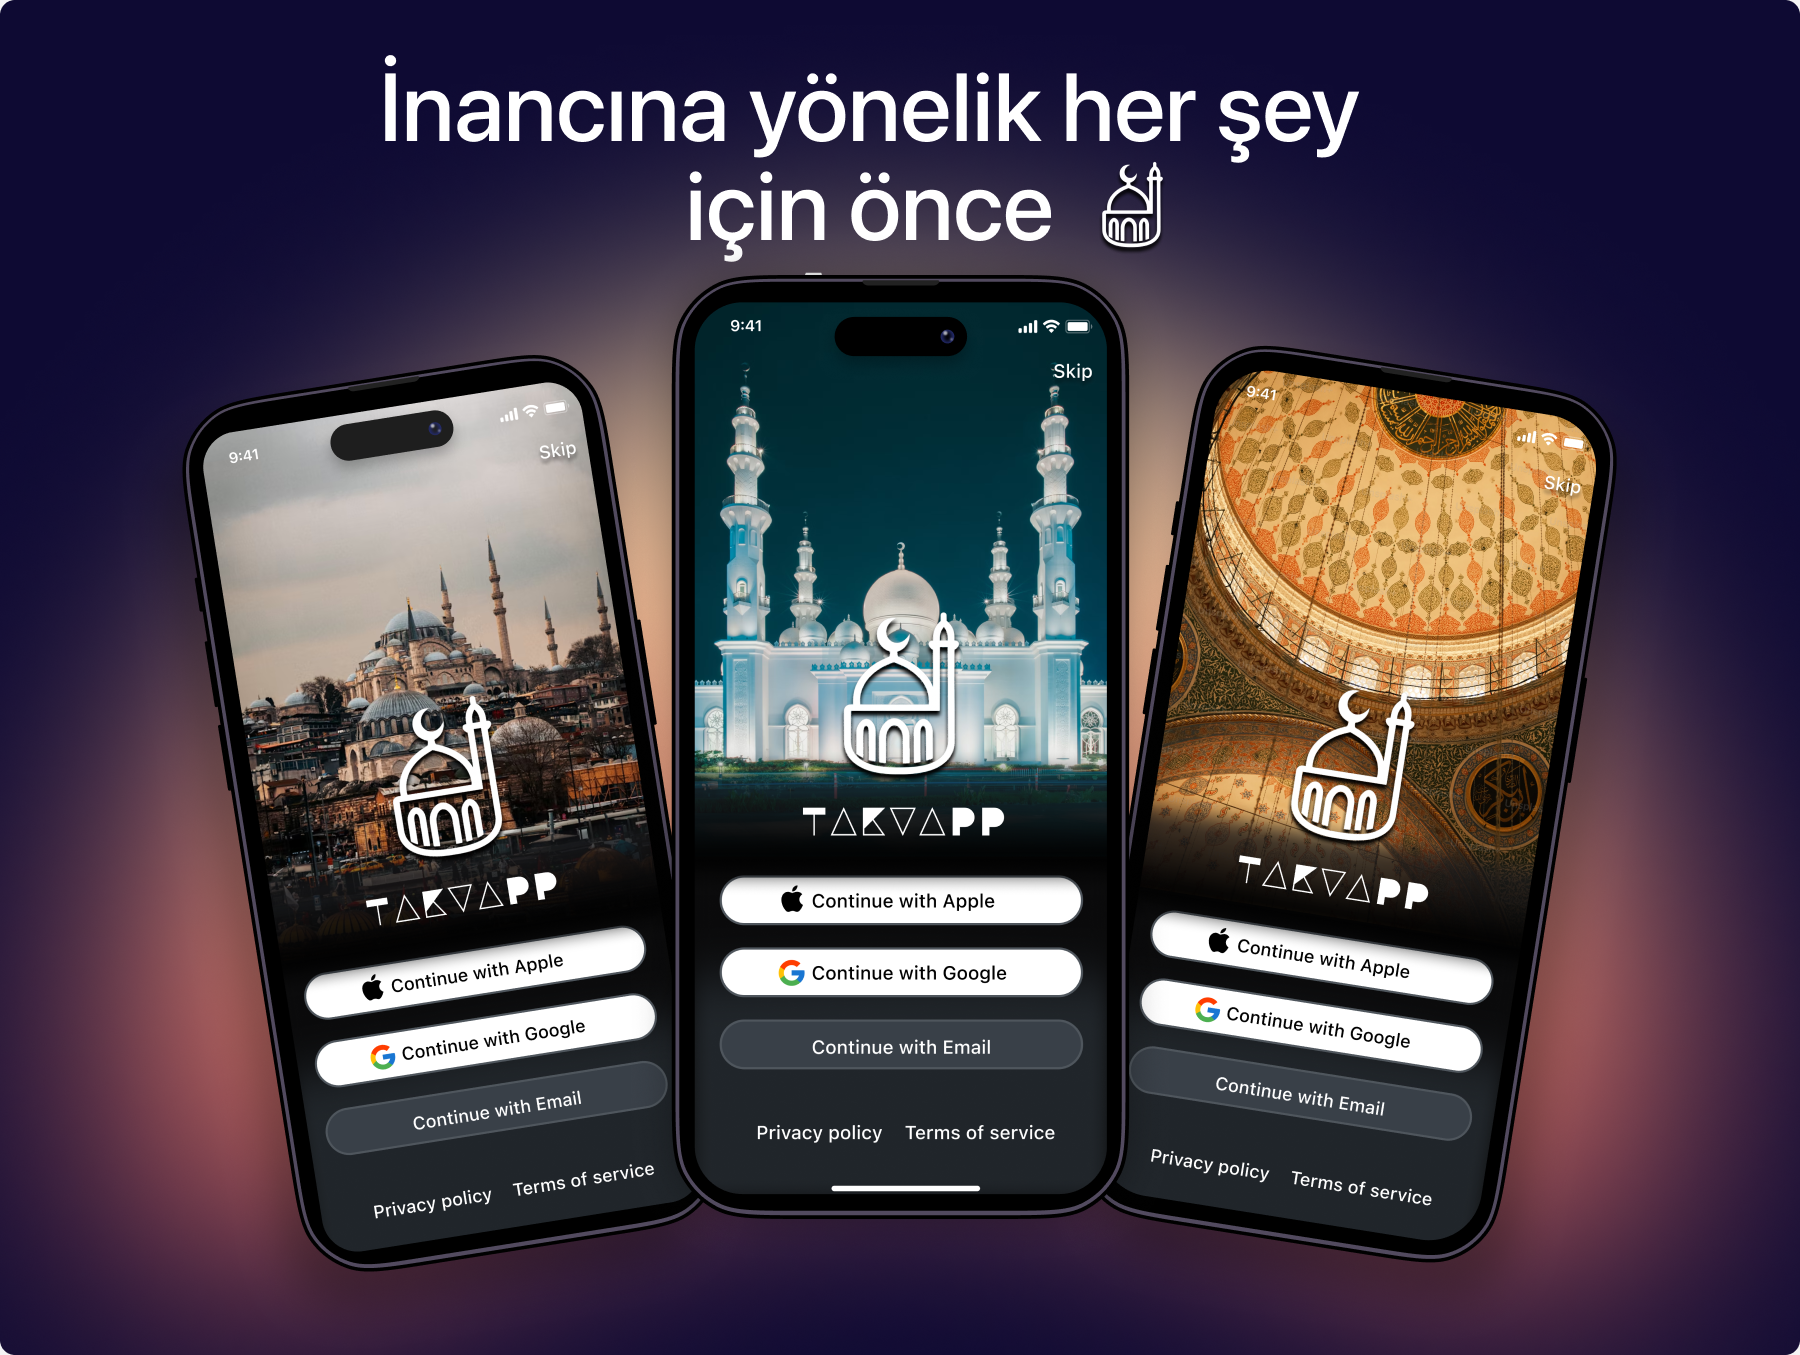 İnancına yönelik her şey
için önce
9:41
Skip
TAKVAPP
Continue with Apple
Continue with Google
Continue with Email
Privacy policy Terms of service
9:41
Skip
TAKVAPP
Continue with Apple
Continue with Google
Continue with Email
Privacy policy Terms of service
9:41
Skip
TAKVAPP
Continue with Apple
Continue with Google
Continue with Email
Privacy policy Terms of service